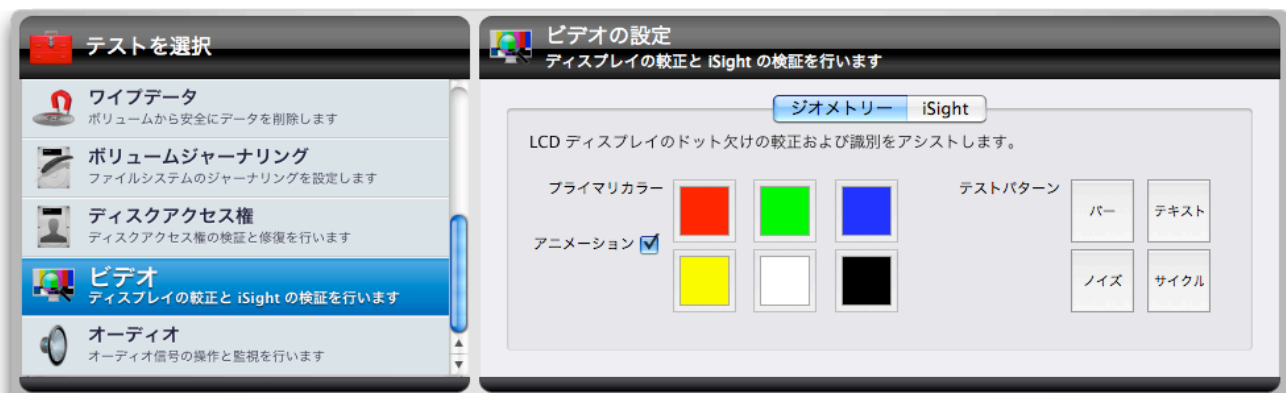 テストを選択
ワイプデータ
ボリュームから安全にデータを削除します
ボリュームジャーナリング
ファイルシステムのジャーナリングを設定します
ディスクアクセス権
ディスクアクセス権の検証と修復を行います
ビデオ
ディスプレイの較正と iSight の検証を行います
オーディオ
オーディオ信号の操作と監視を行います
ビデオの設定
ディスプレイの較正と iSight の検証を行います
ジオメトリー iSight
LCD ディスプレイのドット欠けの較正および識別をアシストします。
プライマリカラー
アニメーション
テストパターン
バー テキスト
ノイズ サイクル